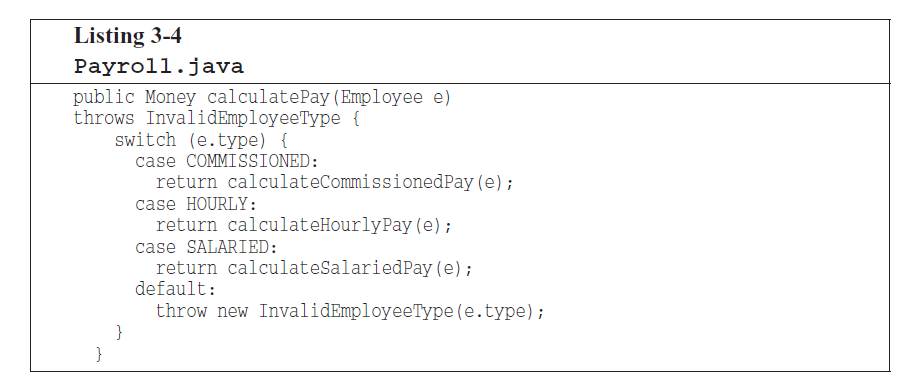 Listing 3-4
Payroll.java
public Money calculatePay(Employee e)
throws InvalidEmployeeType {
switch (e.type) {
case COMMISSIONED:
return calculateCommissionedPay(e);
case HOURLY:
return calculateHourlyPay(e);
case SALARIED:
return calculateSalariedPay(e);
default:
throw new InvalidEmployeeType(e.type);
}
}